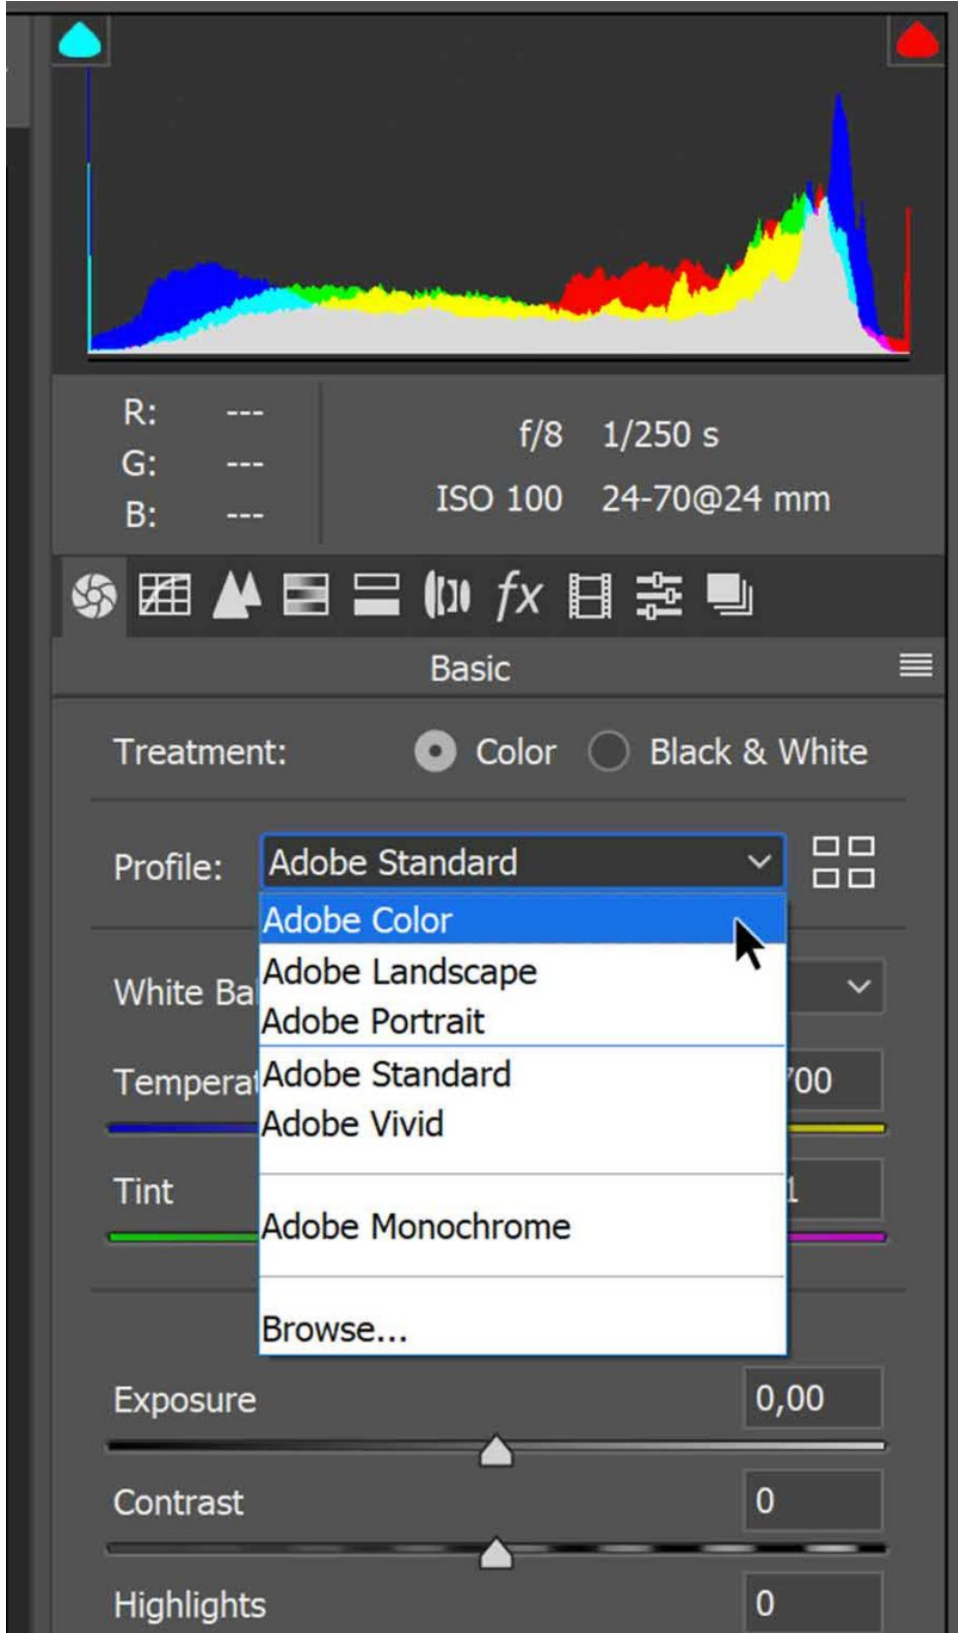 R: ---
G: ---
B: ---
f/8 1/250 s
ISO 100 24-70@24 mm
fx
Basic
Treatment: Color Black & White
Profile: Adobe Standard
Adobe Color
Adobe Landscape
White Ba
Adobe Portrait
Adobe Standard
Tempera 700
Adobe Vivid
Tint 1
Adobe Monochrome
Browse...
Exposure 0,00
Contrast 0
Highlights 0